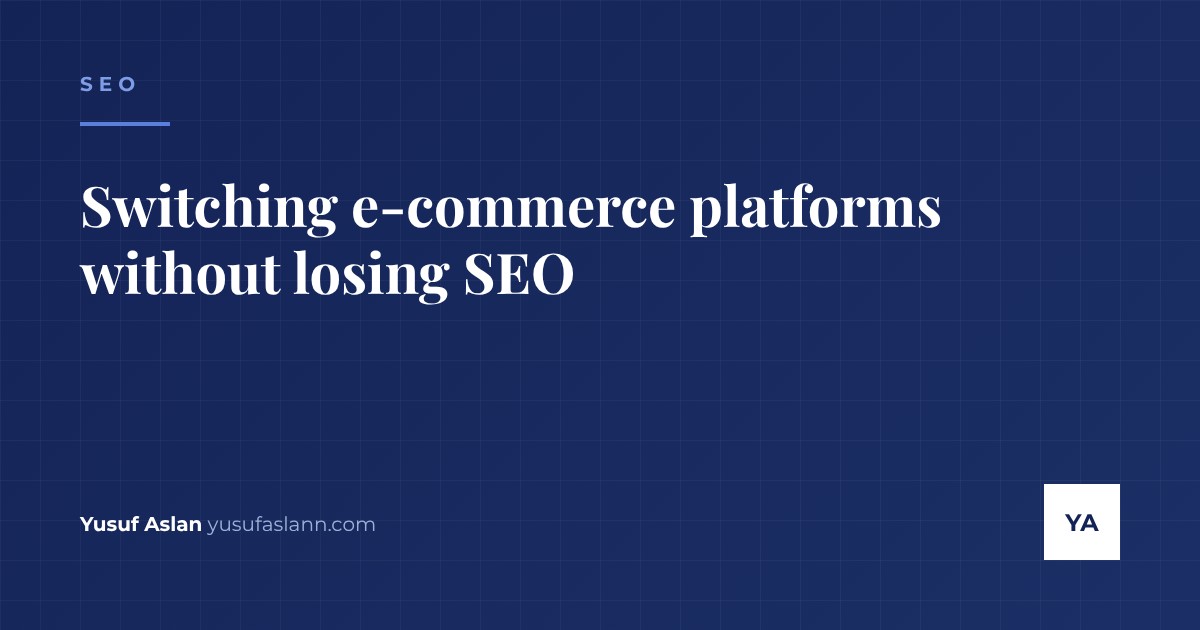 SEO
Switching e-commerce platforms
without losing SEO
Yusuf Aslan yusufaslann.com
YA